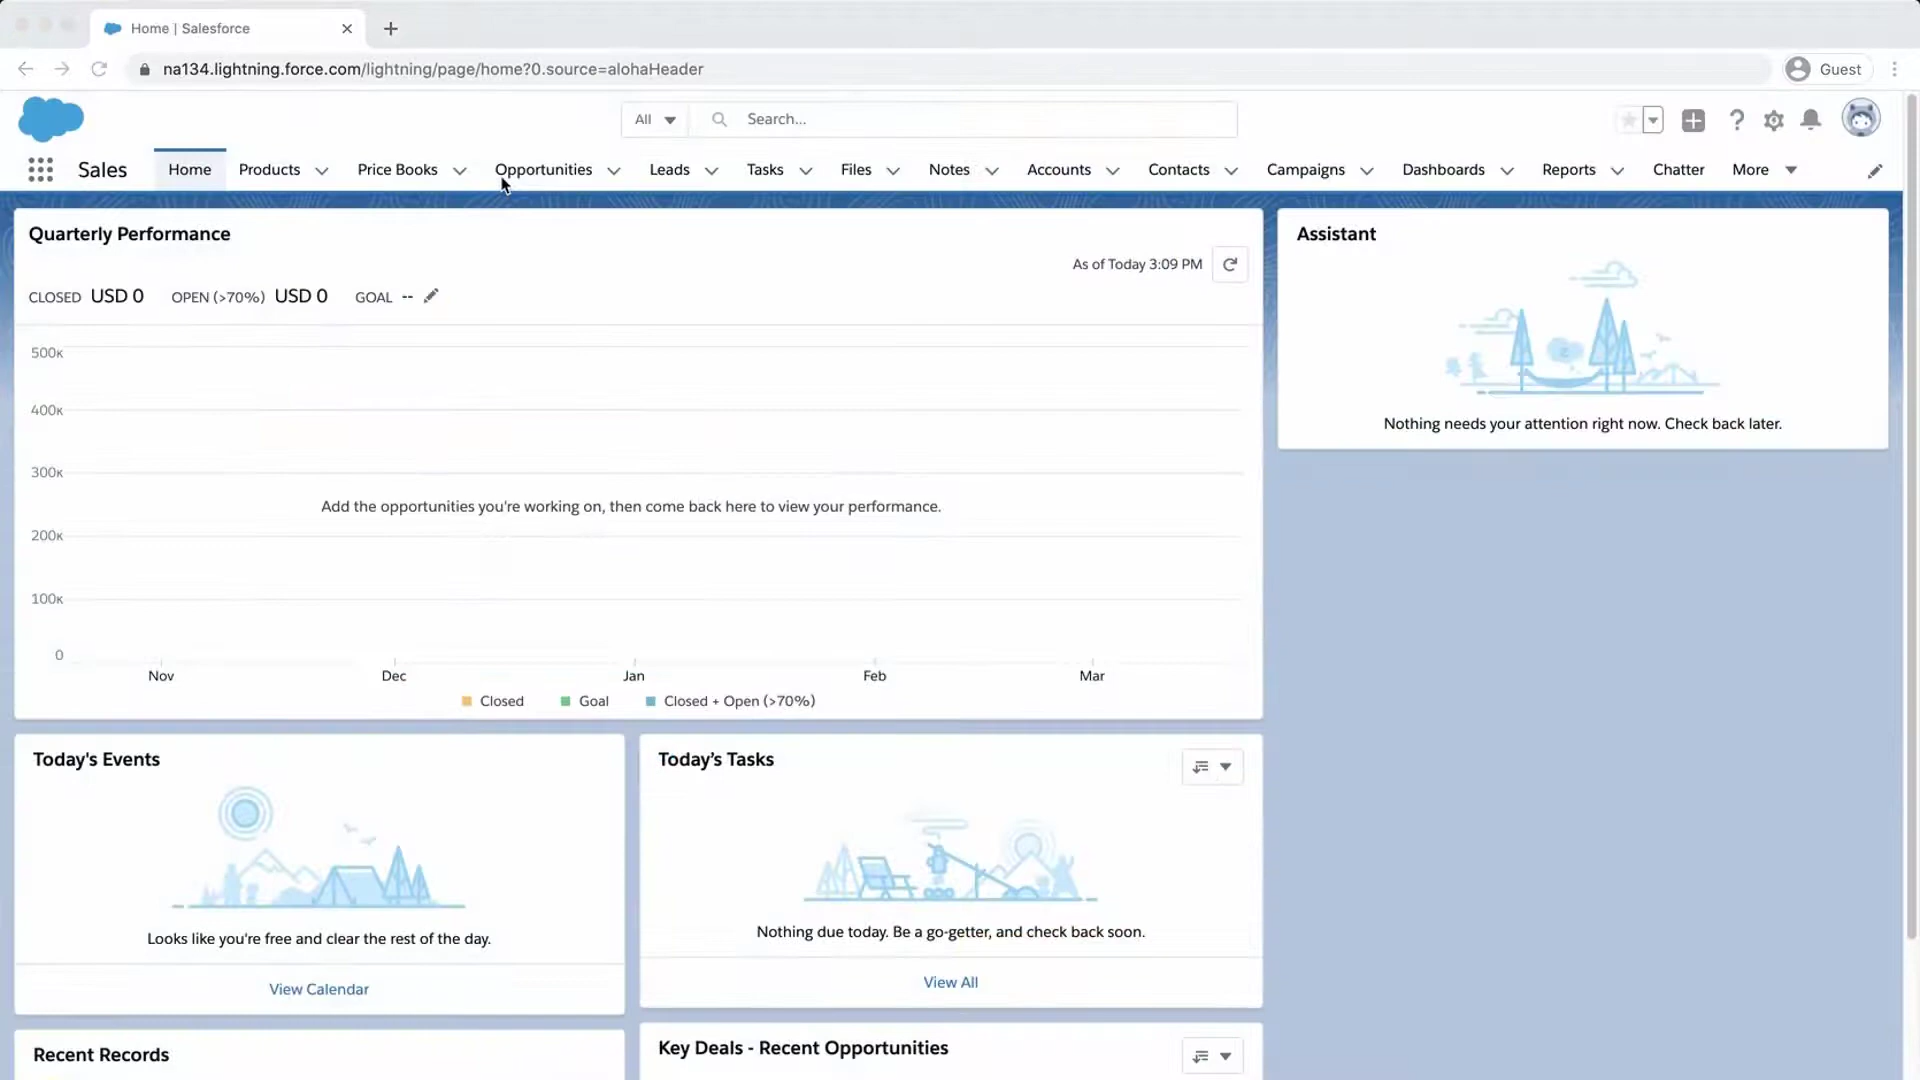 Home | Salesforce
na134.lightning.force.com/lightning/page/home?0.source=alohaHeader
Guest
All
Search...
Sales Home Products Price Books Opportunities Leads Tasks Files Notes Accounts Contacts Campaigns Dashboards Reports Chatter More
Quarterly Performance
As of Today 3:09 PM
CLOSED USD 0 OPEN (>70%) USD 0 GOAL --
500K
400K
300K
Add the opportunities you're working on, then come back here to view your performance.
200K
100K
0
Nov Dec Jan Feb Mar
Closed Goal Closed + Open (>70%)
Assistant
Nothing needs your attention right now. Check back later.
Today's Events
Looks like you're free and clear the rest of the day.
View Calendar
Today's Tasks
Nothing due today. Be a go-getter, and check back soon.
View All
Recent Records
Key Deals - Recent Opportunities